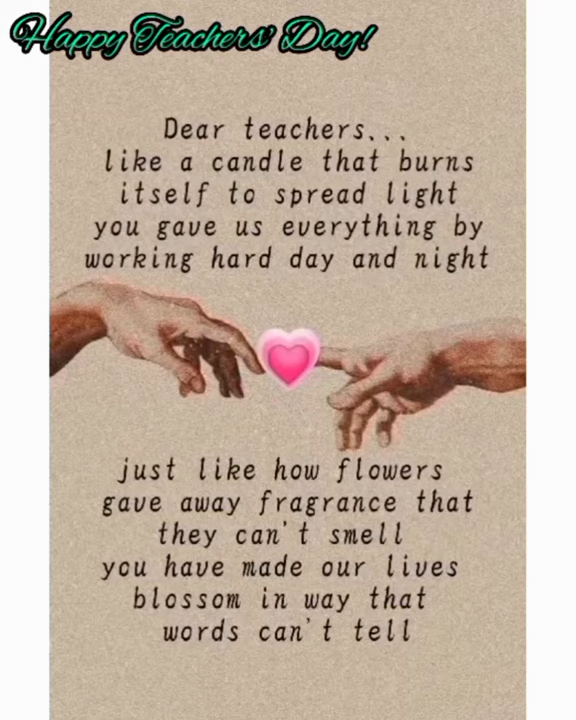 Happy Teachers' Day!
Dear teachers...
like a candle that burns
itself to spread light
you gave us everything by
working hard day and night
just like how flowers
gave away fragrance that
they can't smell
you have made our lives
blossom in way that
words can't tell